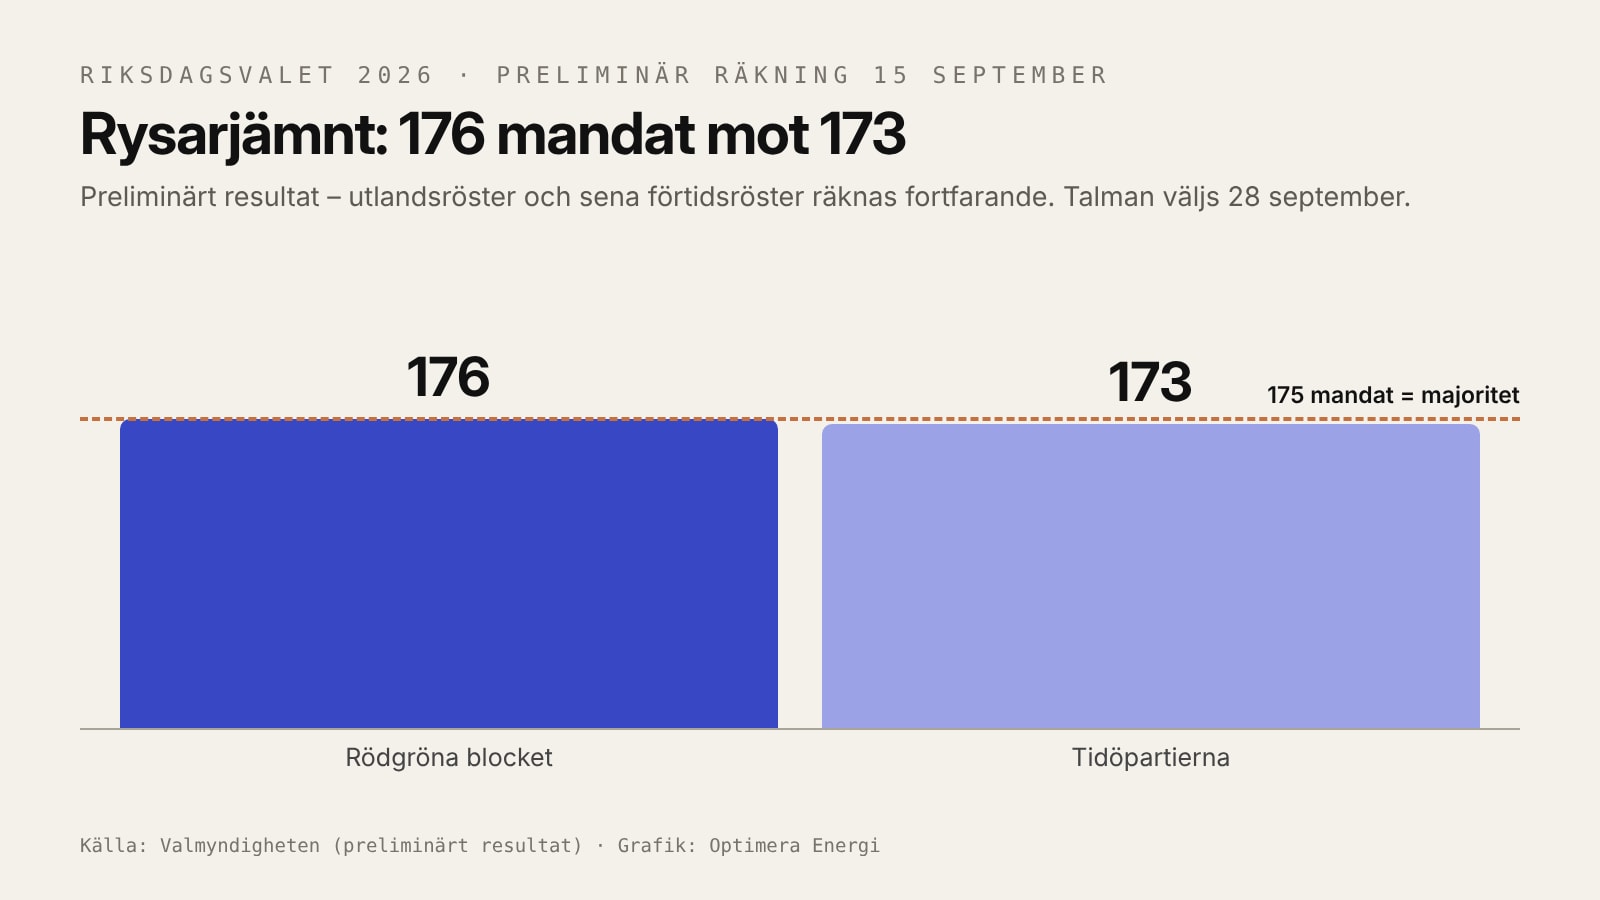 RIKSDAGSVALET 2026 · PRELIMINÄR RÄKNING 15 SEPTEMBER
Rysarjämnt: 176 mandat mot 173
Preliminärt resultat – utlandsröster och sena förtidsröster räknas fortfarande. Talman väljs 28 september.
176
173
175 mandat = majoritet
Rödgröna blocket
Tidöpartierna
Källa: Valmyndigheten (preliminärt resultat) · Grafik: Optimera Energi